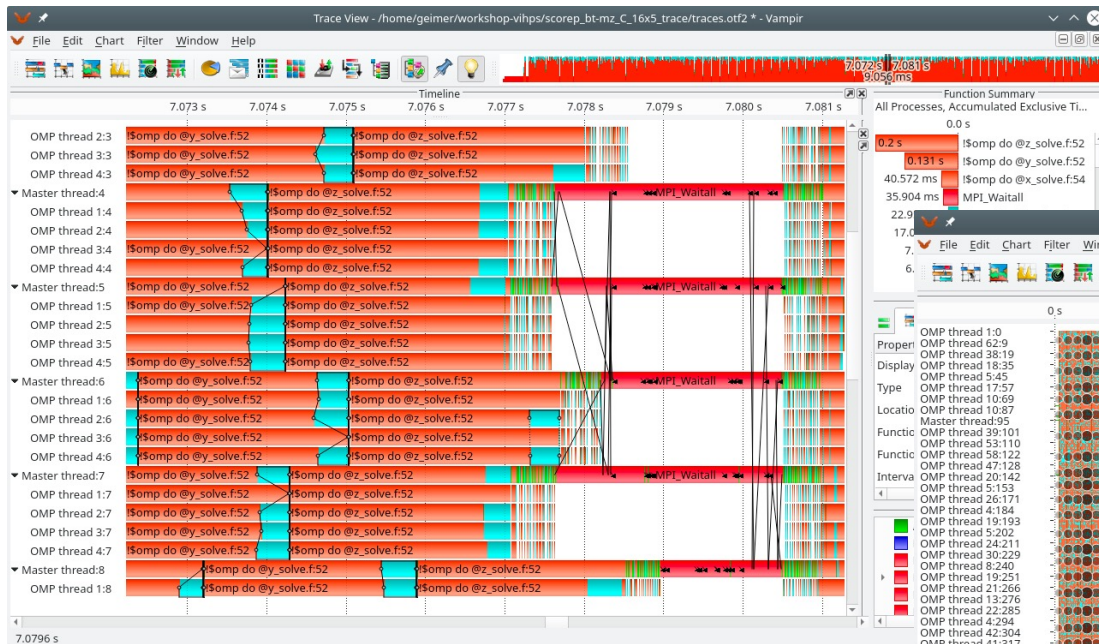 Trace View - /home/geimer/workshop-vihps/scorep_bt-mz_C_16x5_trace/traces.otf2 * - Vampir
File Edit Chart Filter Window Help
7.072 s 7.081 s
9.056 ms
Timeline
7.073 s 7.074 s 7.075 s 7.076 s 7.077 s 7.078 s 7.079 s 7.080 s 7.081 s
OMP thread 2:3 !$omp do @y_solve.f:52 !$omp do @z_solve.f:52
OMP thread 3:3 !$omp do @y_solve.f:52 !$omp do @z_solve.f:52
OMP thread 4:3 !$omp do @y_solve.f:52 !$omp do @z_solve.f:52
Master thread:4 !$omp do @y_solve.f:52 !$omp do @z_solve.f:52 MPI_Waitall
OMP thread 1:4 !$omp do @z_solve.f:52
OMP thread 2:4 !$omp do @z_solve.f:52
OMP thread 3:4 !$omp do @y_solve.f:52 !$omp do @z_solve.f:52
OMP thread 4:4 !$omp do @z_solve.f:52
Master thread:5 !$omp do @y_solve.f:52 !$omp do @z_solve.f:52 MPI_Waitall
OMP thread 1:5 !$omp do @y_solve.f:52 !$omp do @z_solve.f:52
OMP thread 2:5 !$omp do @z_solve.f:52
OMP thread 3:5 !$omp do @z_solve.f:52
OMP thread 4:5 !$omp do @y_solve.f:52 !$omp do @z_solve.f:52
Master thread:6 !$omp do @y_solve.f:52 !$omp do @z_solve.f:52 MPI_Waitall
OMP thread 1:6 !$omp do @y_solve.f:52 !$omp do @z_solve.f:52
OMP thread 2:6 !$omp do @y_solve.f:52 !$omp do @z_solve.f:52
OMP thread 3:6 !$omp do @y_solve.f:52 !$omp do @z_solve.f:52
OMP thread 4:6 !$omp do @y_solve.f:52 !$omp do @z_solve.f:52
Master thread:7 !$omp do @y_solve.f:52 !$omp do @z_solve.f:52 MPI_Waitall
OMP thread 1:7 !$omp do @y_solve.f:52 !$omp do @z_solve.f:52
OMP thread 2:7 !$omp do @y_solve.f:52 !$omp do @z_solve.f:52
OMP thread 3:7 !$omp do @y_solve.f:52 !$omp do @z_solve.f:52
OMP thread 4:7 !$omp do @y_solve.f:52 !$omp do @z_solve.f:52
Master thread:8 !$omp do @y_solve.f:52 !$omp do @z_solve.f:52
OMP thread 1:8 !$omp do @y_solve.f:52 !$omp do @z_solve.f:52
7.0796 s
Function Summary
All Processes, Accumulated Exclusive Ti...
0.0 s
0.2 s !$omp do @z_solve.f:52
0.131 s !$omp do @y_solve.f:52
40.572 ms !$omp do @x_solve.f:54
35.904 ms MPI_Waitall
22.9
17.0
7.
6.
Propert
Display
Type
Locatio
Functio
Functio
Interva
File Edit Chart Filter Win
0 s
OMP thread 1:0
OMP thread 62:9
OMP thread 38:19
OMP thread 18:35
OMP thread 5:45
OMP thread 17:57
OMP thread 10:69
OMP thread 10:87
Master thread:95
OMP thread 39:101
OMP thread 53:110
OMP thread 58:122
OMP thread 47:128
OMP thread 20:142
OMP thread 5:153
OMP thread 26:171
OMP thread 4:184
OMP thread 19:193
OMP thread 5:202
OMP thread 24:211
OMP thread 30:229
OMP thread 8:240
OMP thread 19:251
OMP thread 21:266
OMP thread 13:276
OMP thread 22:285
OMP thread 4:294
OMP thread 42:304
OMP thread 41:317